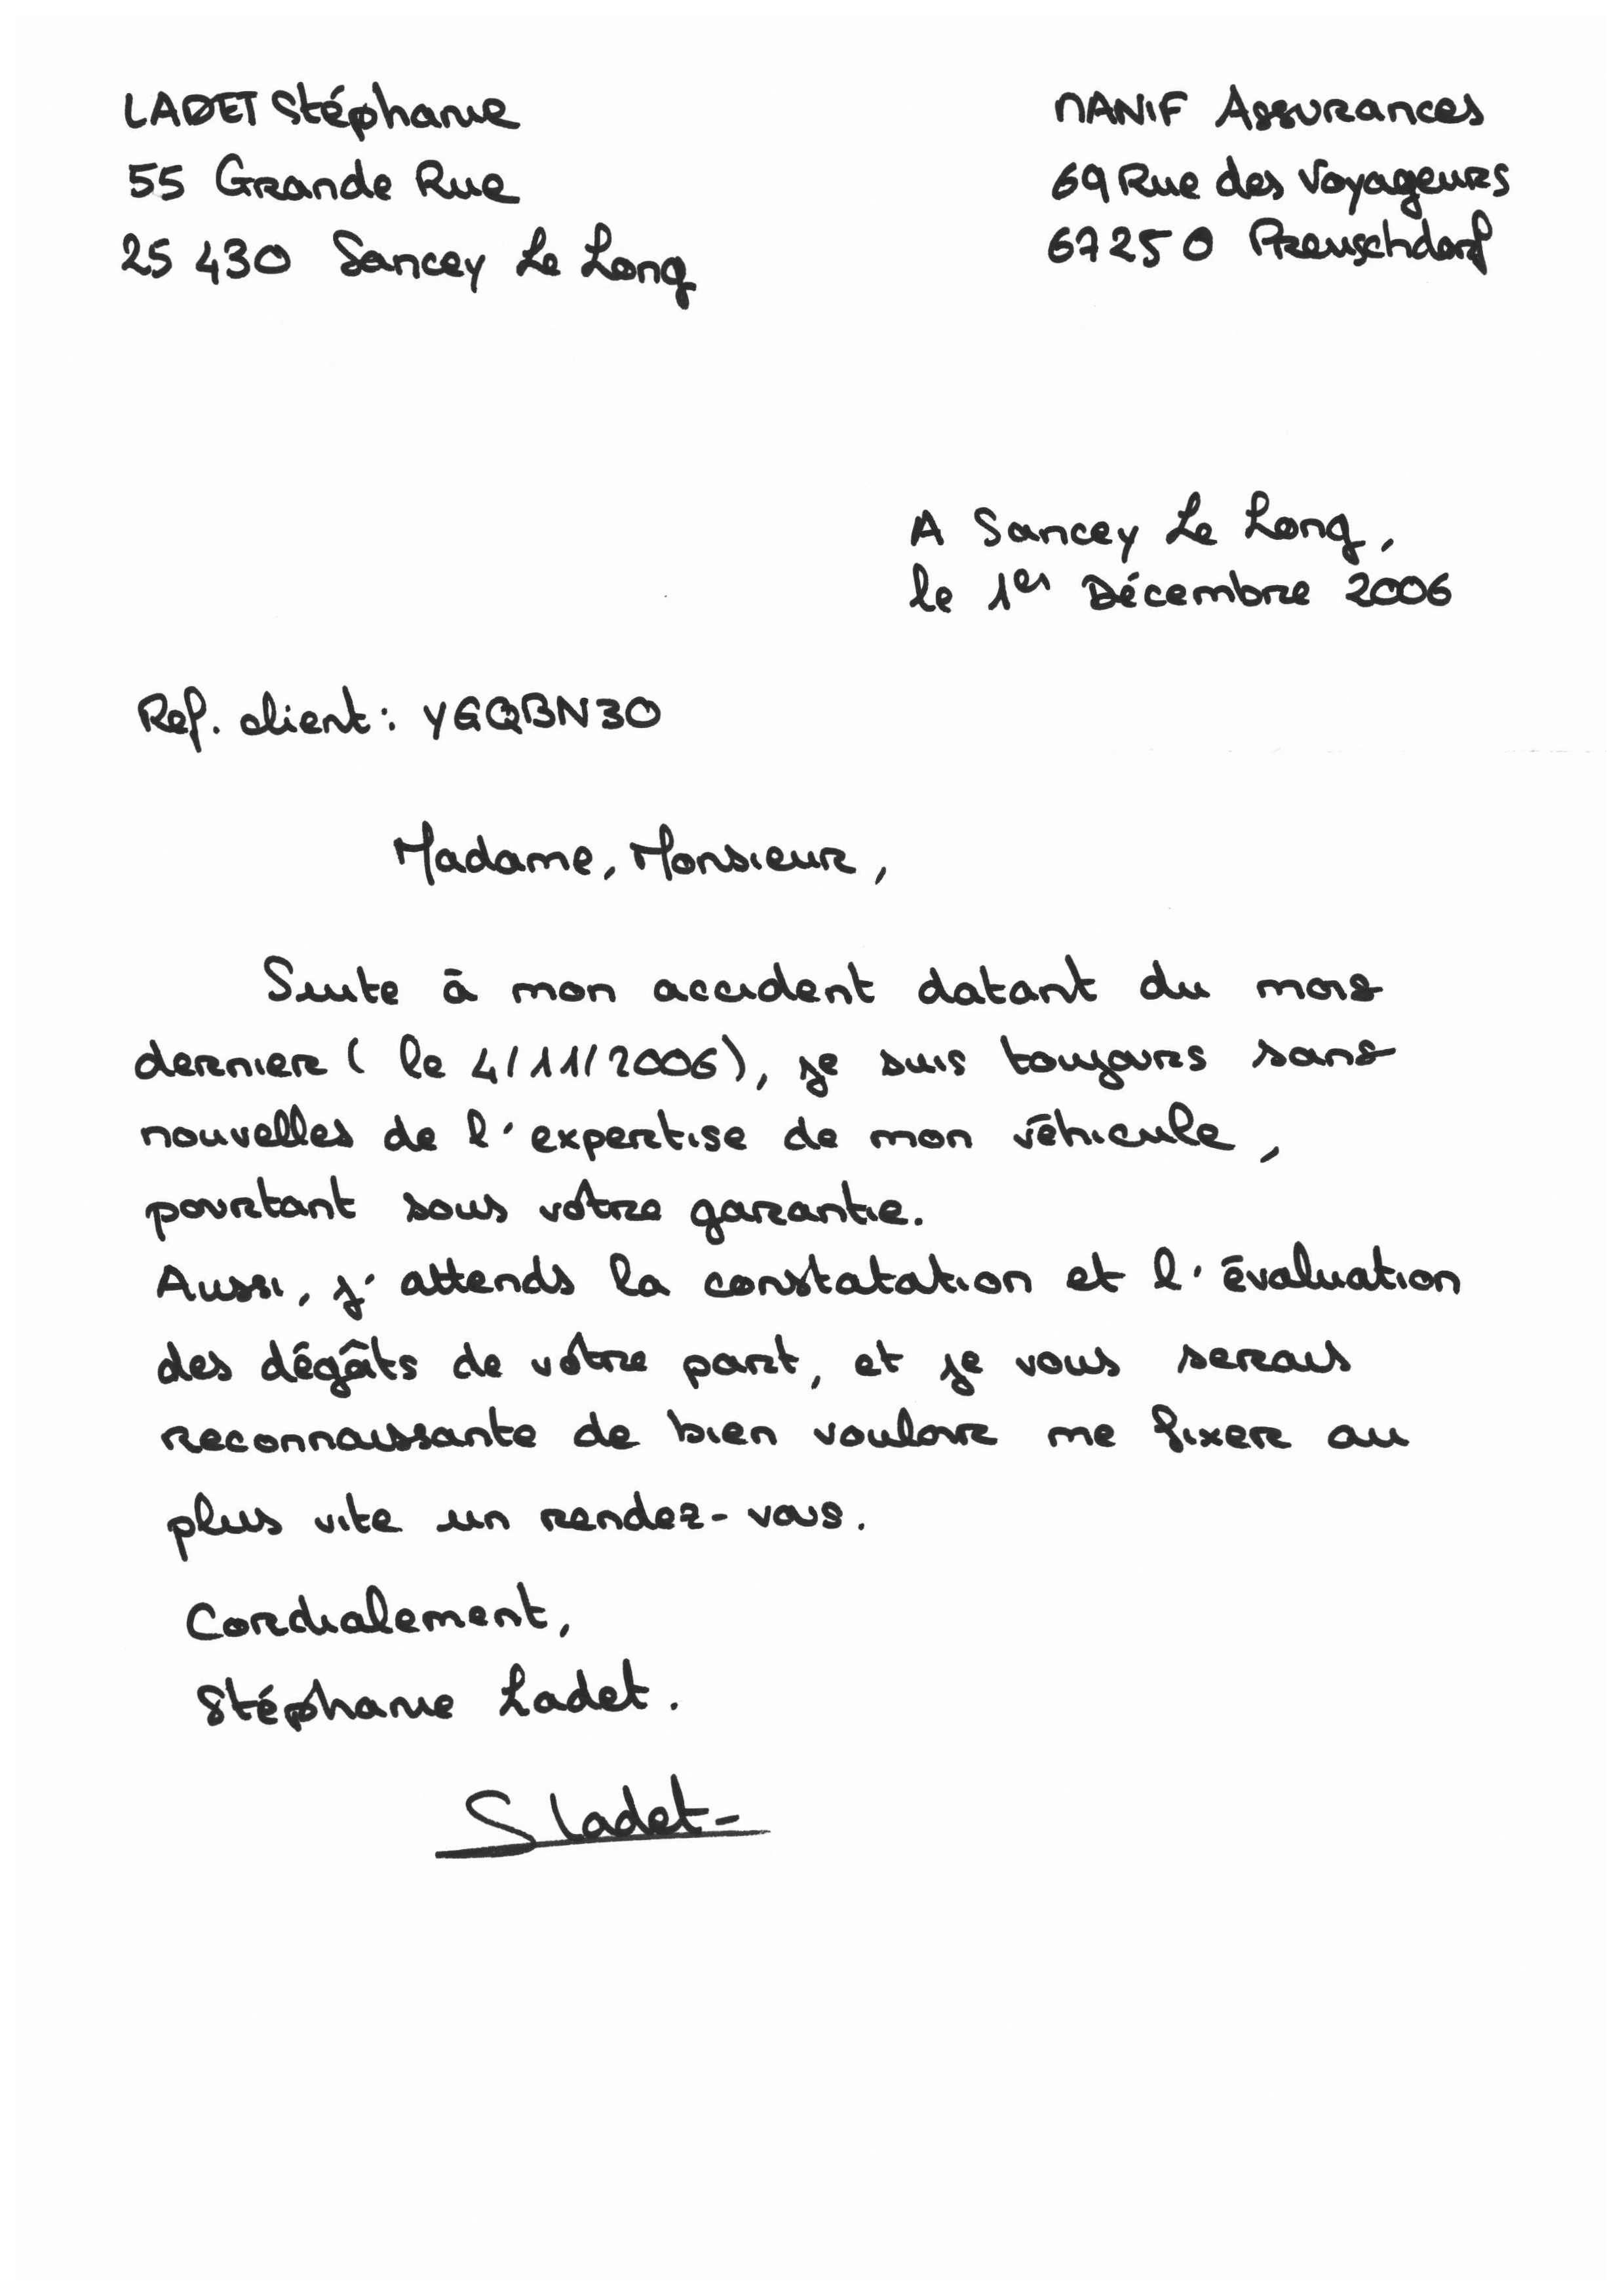 LADET Stéphanie
55 Grande Rue
25 430 Sancey Le Long
MANIF Assurances
69 Rue des Voyageurs
67250 Preuschdorf
A Sancey Le Long,
le 1er Décembre 2006
Ref. client : YGQBN30
Madame, Monsieur,
Suite à mon accident datant du mois
dernier ( le 4/11/2006), je suis toujours sans
nouvelles de l'expertise de mon véhicule,
pourtant sous vôtre garantie.
Aussi, j'attends la constatation et l'évaluation
des dégâts de vôtre part, et je vous serais
reconnaissante de bien vouloir me fixer au
plus vite un rendez-vous.
Cordialement,
Stéphanie Ladet.
S Ladet-